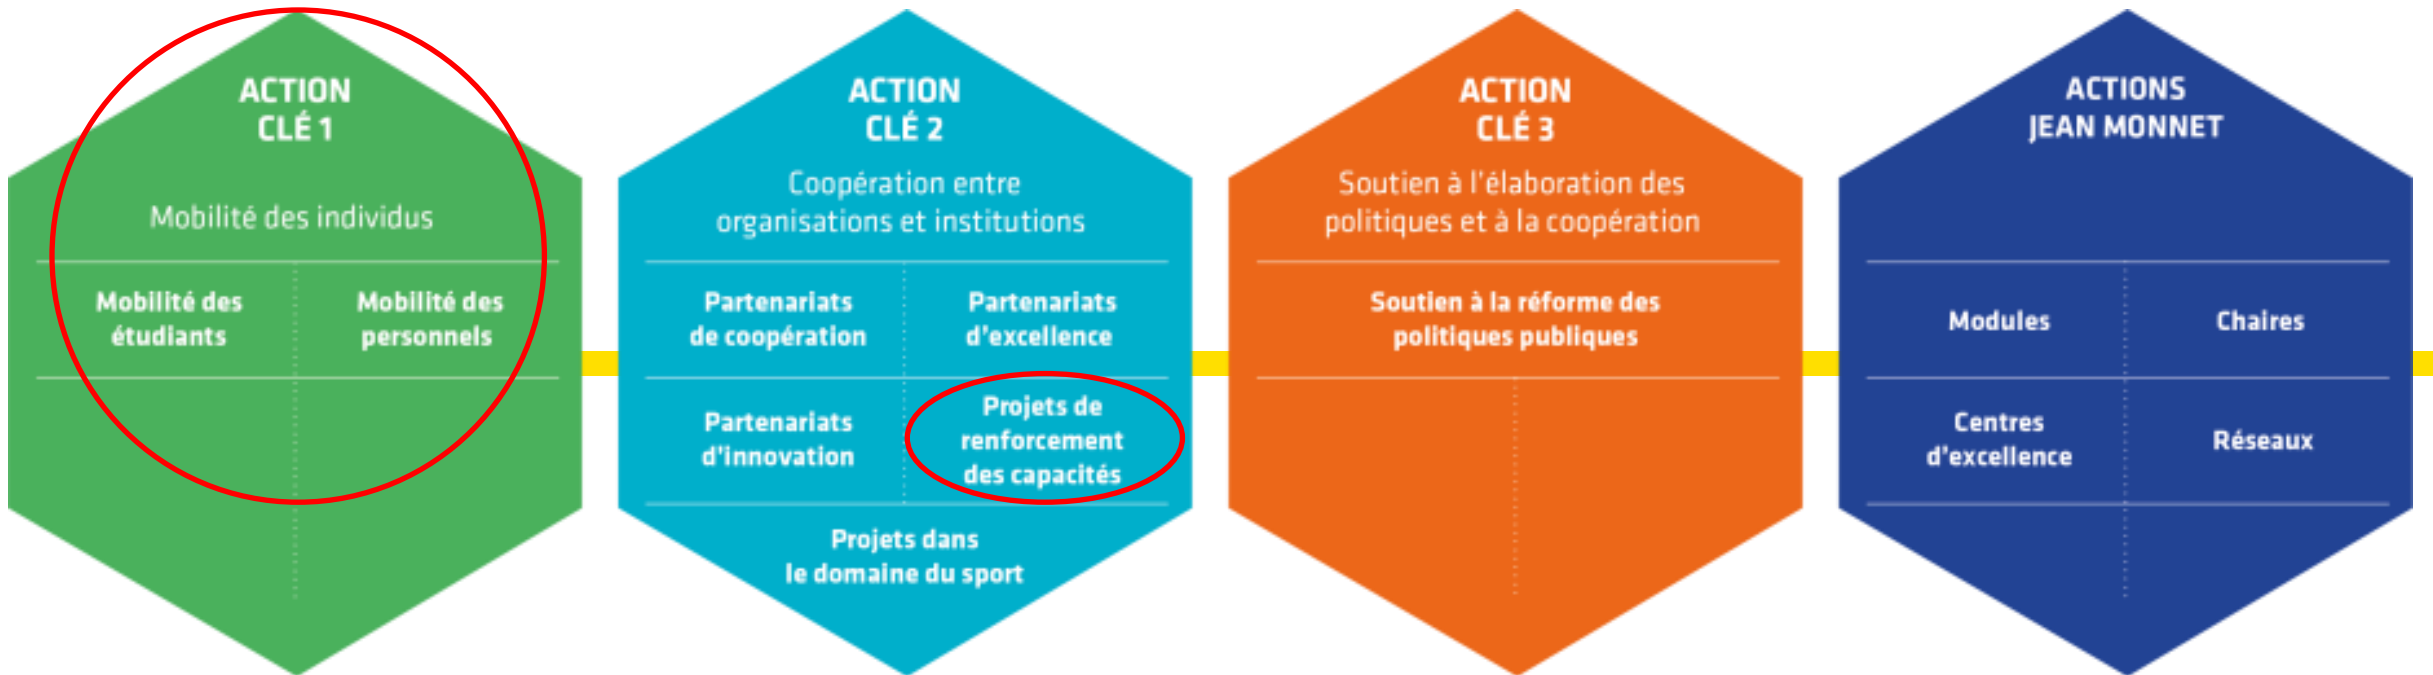 ACTION
CLÉ 1
Mobilité des individus
Mobilité des
étudiants
Mobilité des
personnels
ACTION
CLÉ 2
Coopération entre
organisations et institutions
Partenariats
de coopération
Partenariats
d'excellence
Partenariats
d'innovation
Projets de
renforcement
des capacités
Projets dans
le domaine du sport
ACTION
CLÉ 3
Soutien à l'élaboration des
politiques et à la coopération
Soutien à la réforme des
politiques publiques
ACTIONS
JEAN MONNET
Modules
Chaires
Centres
d'excellence
Réseaux